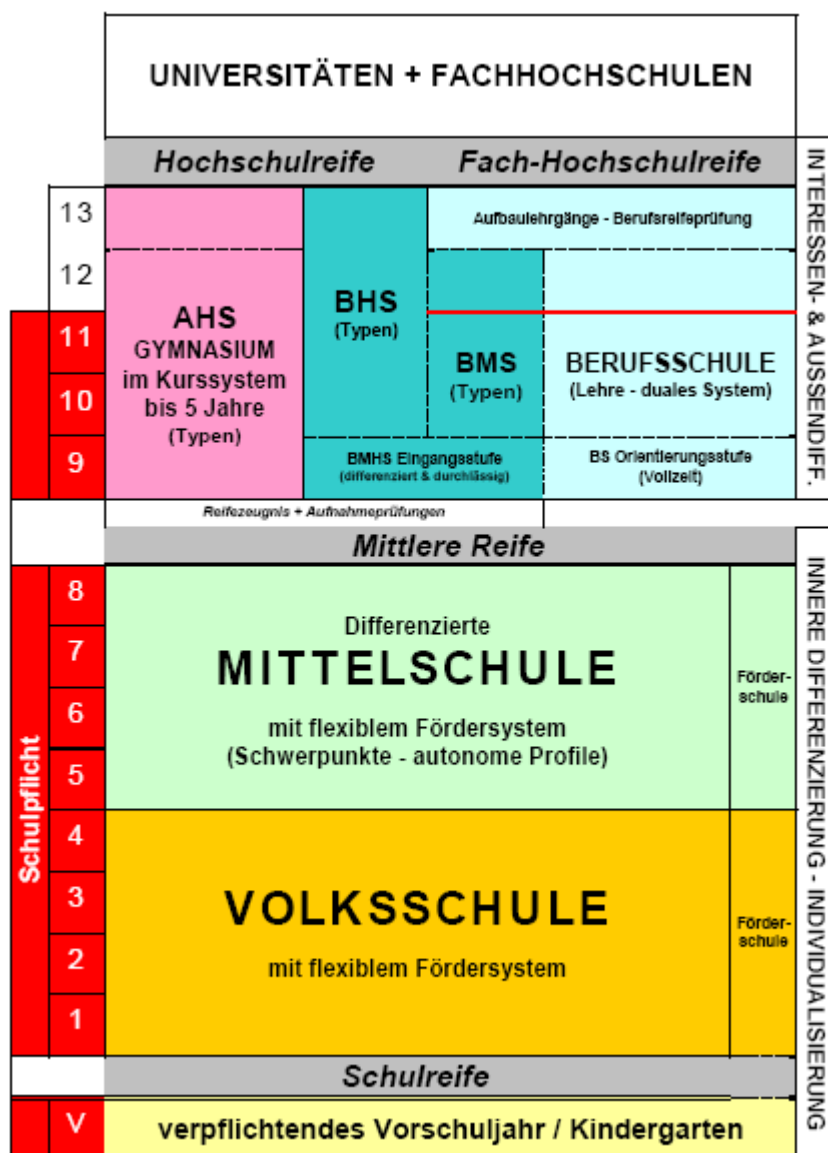 UNIVERSITÄTEN + FACHHOCHSCHULEN
Hochschulreife
Fach-Hochschulreife
13
12
11
10
9
AHS
GYMNASIUM
im Kurssystem
bis 5 Jahre
(Typen)
BHS
(Typen)
Aufbaulehrgänge - Berufsreifeprüfung
BMS
(Typen)
BERUFSSCHULE
(Lehre - duales System)
BMHS Eingangsstufe
(differenziert & durchlässig)
BS Orientierungsstufe
(Vollzeit)
INTERESSEN- & AUSSENDIFF.
Reifezeugnis + Aufnahmeprüfungen
Mittlere Reife
Schulpflicht
8
7
6
5
Differenzierte
MITTELSCHULE
mit flexiblem Fördersystem
(Schwerpunkte - autonome Profile)
Förder-
schule
4
3
2
1
VOLKSSCHULE
mit flexiblem Fördersystem
Förder-
schule
INNERE DIFFERENZIERUNG - INDIVIDUALISIERUNG
Schulreife
V
verpflichtendes Vorschuljahr / Kindergarten